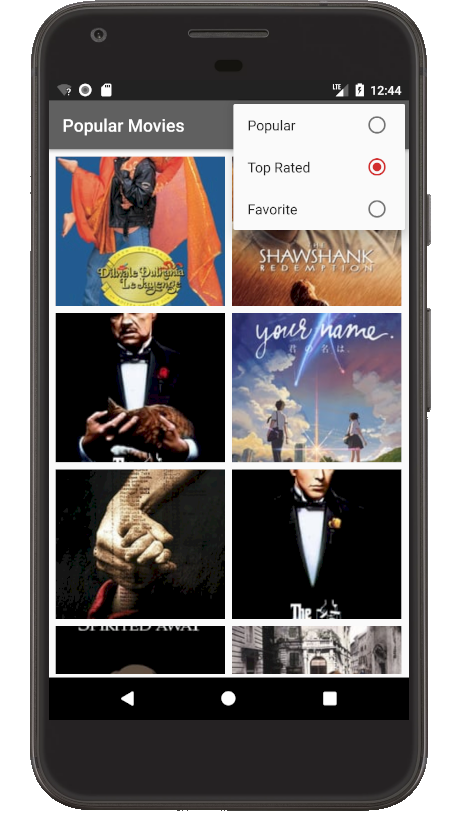 LTE
12:44
Popular Movies
Popular
Top Rated
Favorite
Dilwale Dulhania
Le Jayenge
THE
SHAWSHANK
REDEMPTION
your name.
君の名は。
The
The
SPIRITED AWAY